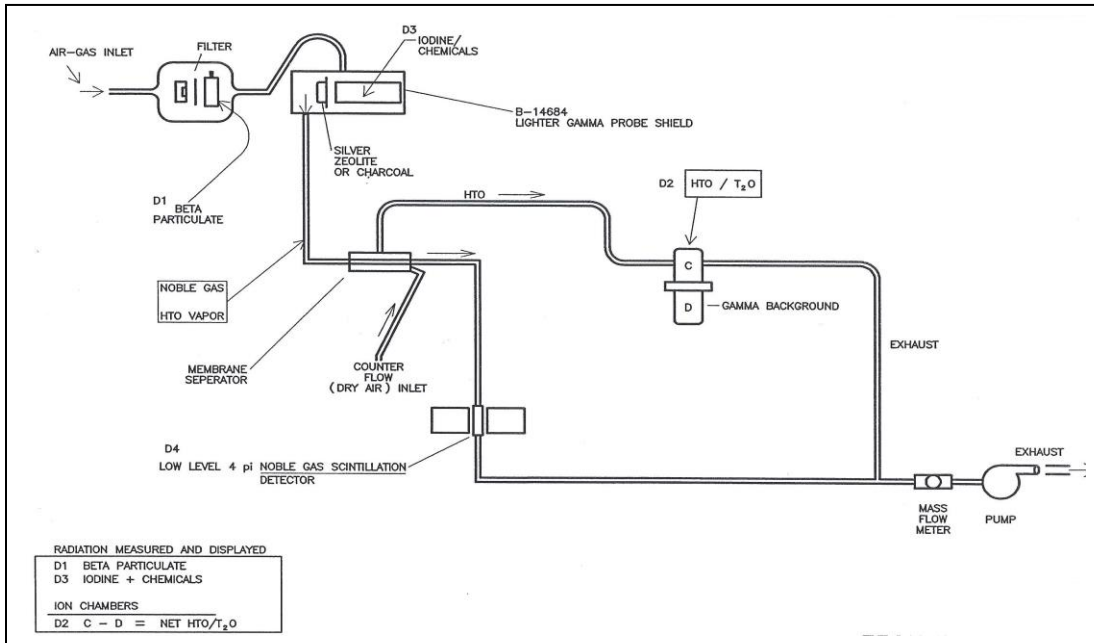 D3
IODINE/
CHEMICALS
FILTER
AIR-GAS INLET
B-14684
LIGHTER GAMMA PROBE SHIELD
SILVER
ZEOLITE
OR CHARCOAL
D1 BETA
PARTICULATE
HTO
D2
HTO / T₂O
C
D
GAMMA BACKGROUND
NOBLE GAS
HTO VAPOR
MEMBRANE
SEPERATOR
COUNTER
FLOW
(DRY AIR) INLET
EXHAUST
D4
LOW LEVEL 4 pi NOBLE GAS SCINTILLATION
DETECTOR
EXHAUST
MASS
FLOW
METER
PUMP
RADIATION MEASURED AND DISPLAYED
D1 BETA PARTICULATE
D3 IODINE + CHEMICALS
ION CHAMBERS
D2 C - D = NET HTO/T₂O